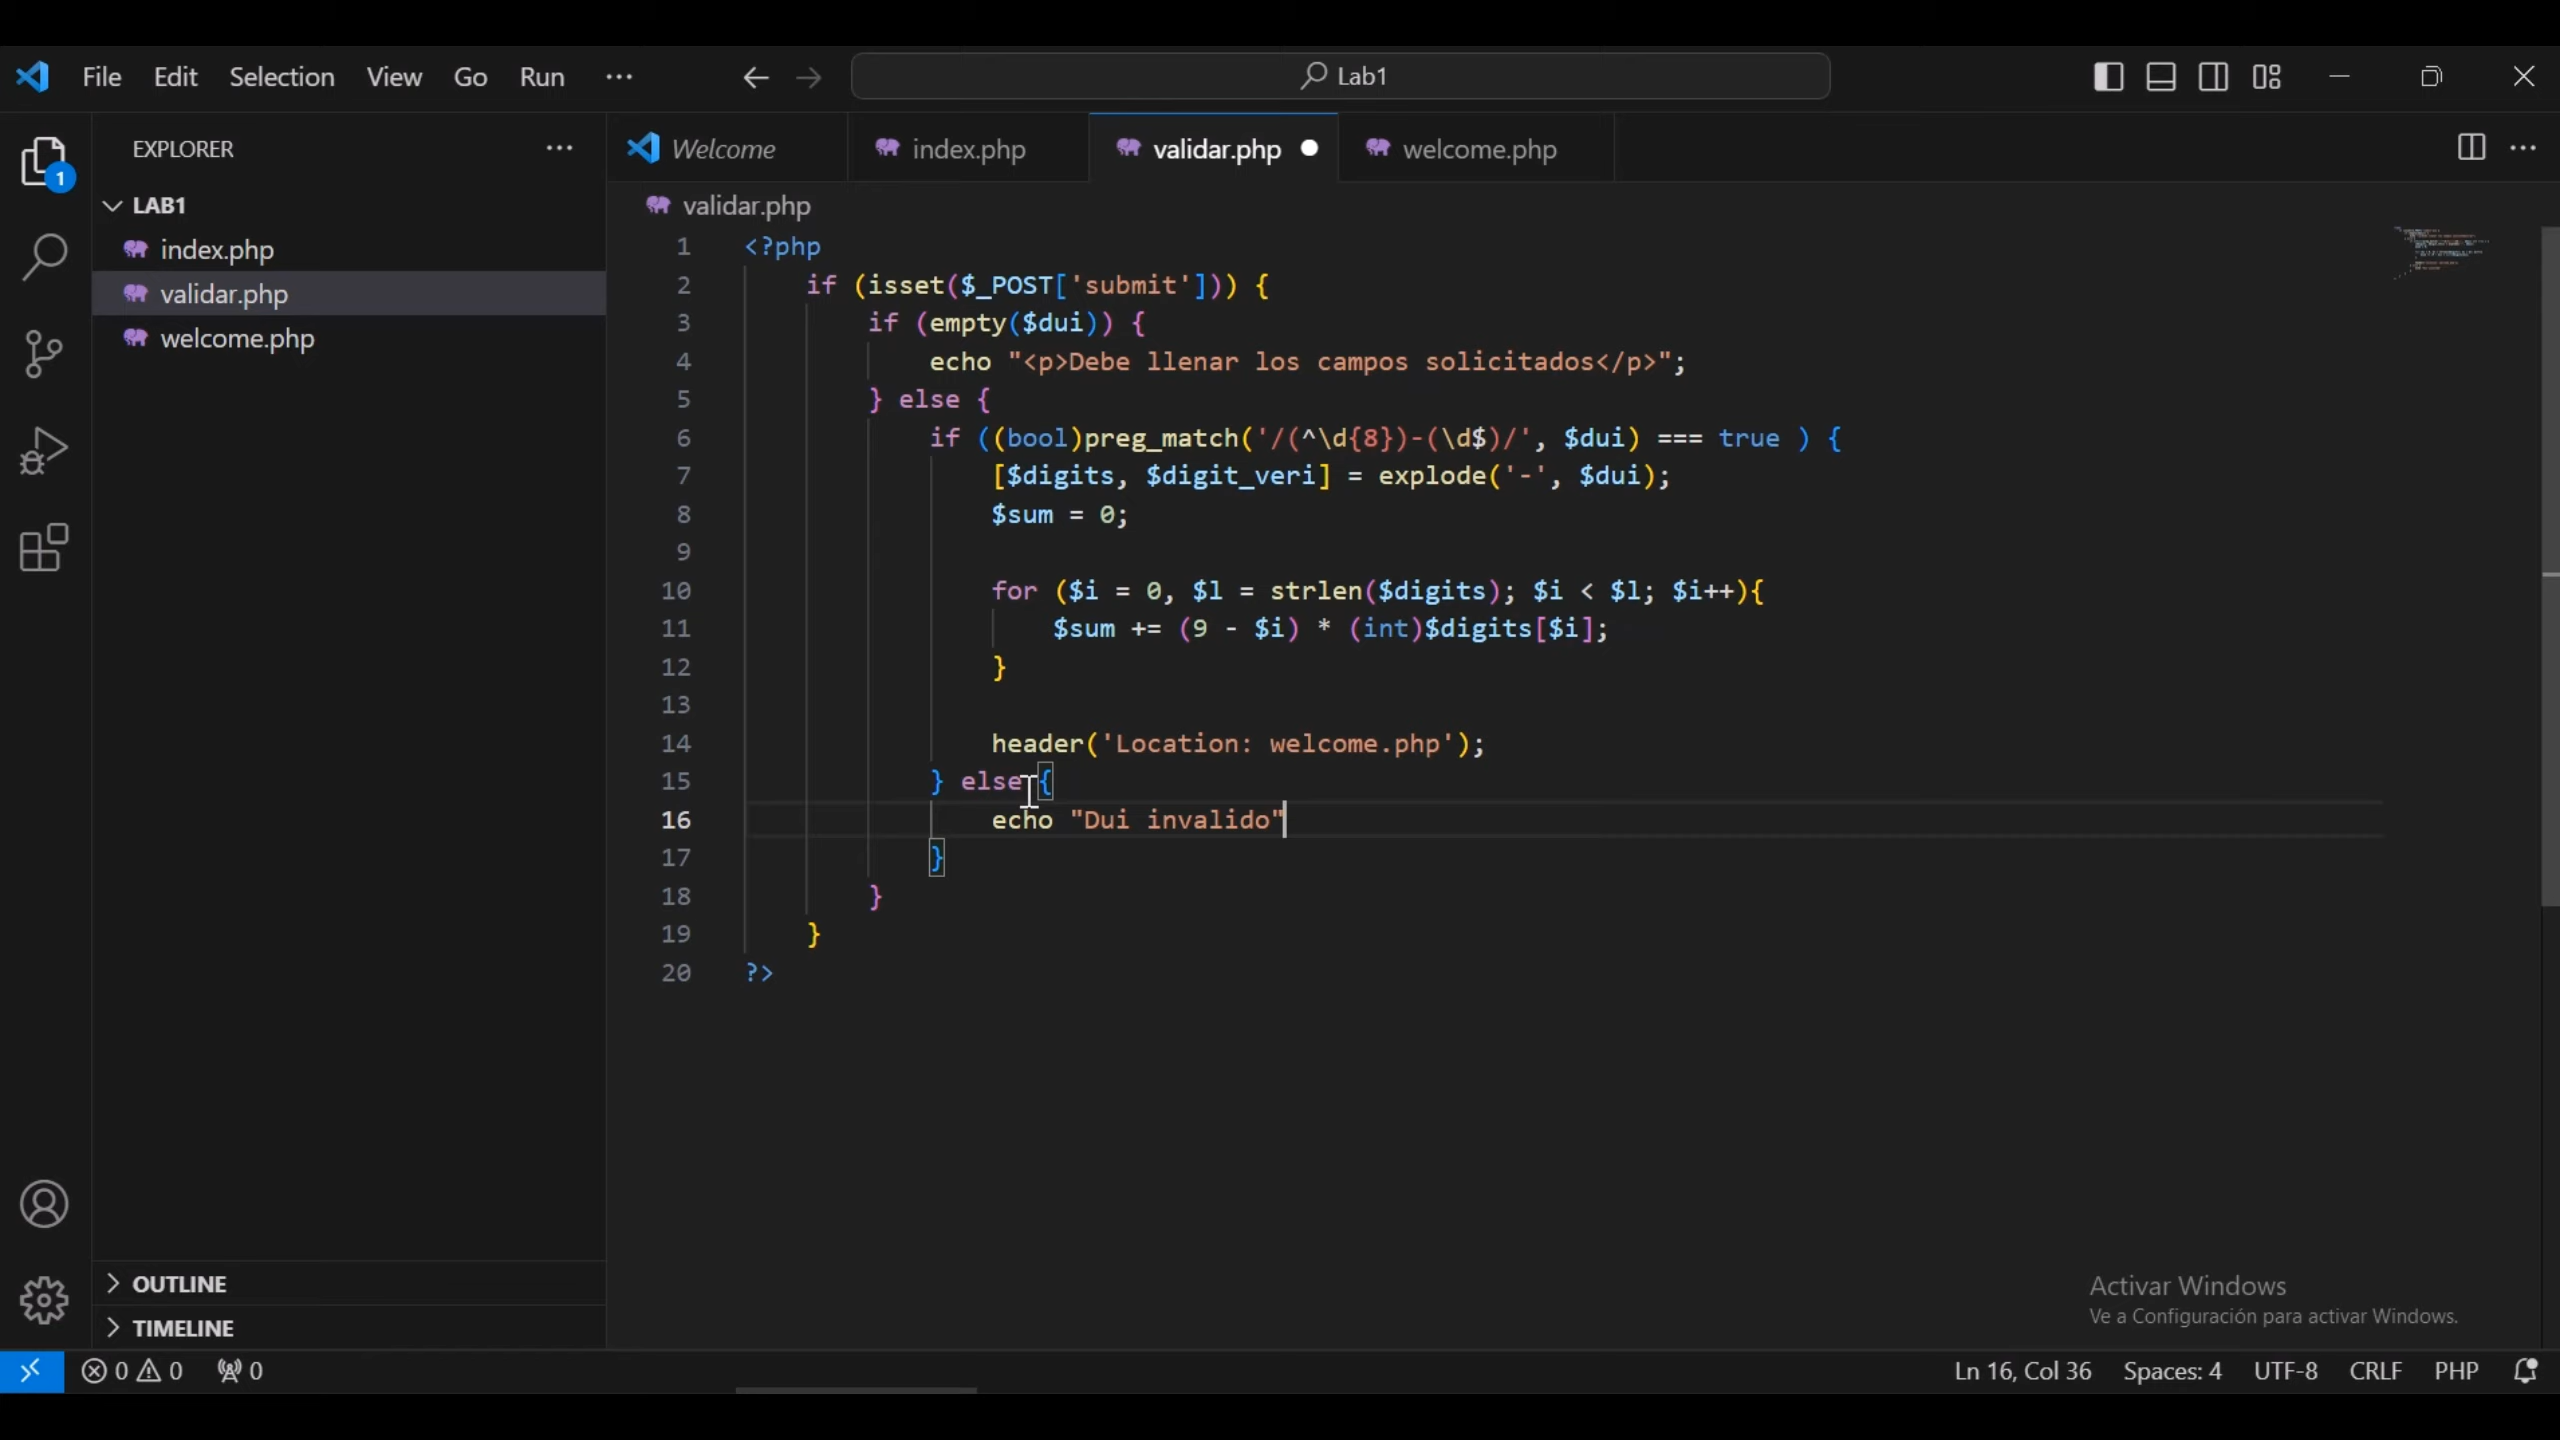 File Edit Selection View Go Run ··· Lab1
EXPLORER ···
Welcome index.php validar.php welcome.php
1
LAB1
index.php
validar.php
welcome.php
validar.php
1 <?php
2 if (isset($_POST['submit'])) {
3 if (empty($dui)) {
4 echo "<p>Debe llenar los campos solicitados</p>";
5 } else {
6 if ((bool)preg_match('/(^\d{8})-(\d$)/', $dui) === true ) {
7 [$digits, $digit_veri] = explode('-', $dui);
8 $sum = 0;
9
10 for ($i = 0, $l = strlen($digits); $i < $l; $i++){
11 $sum += (9 - $i) * (int)$digits[$i];
12 }
13
14 header('Location: welcome.php');
15 } else {
16 echo "Dui invalido"
17 }
18 }
19 }
20 ?>
OUTLINE
TIMELINE
Activar Windows
Ve a Configuración para activar Windows.
0 0 0 Ln 16, Col 36 Spaces: 4 UTF-8 CRLF PHP